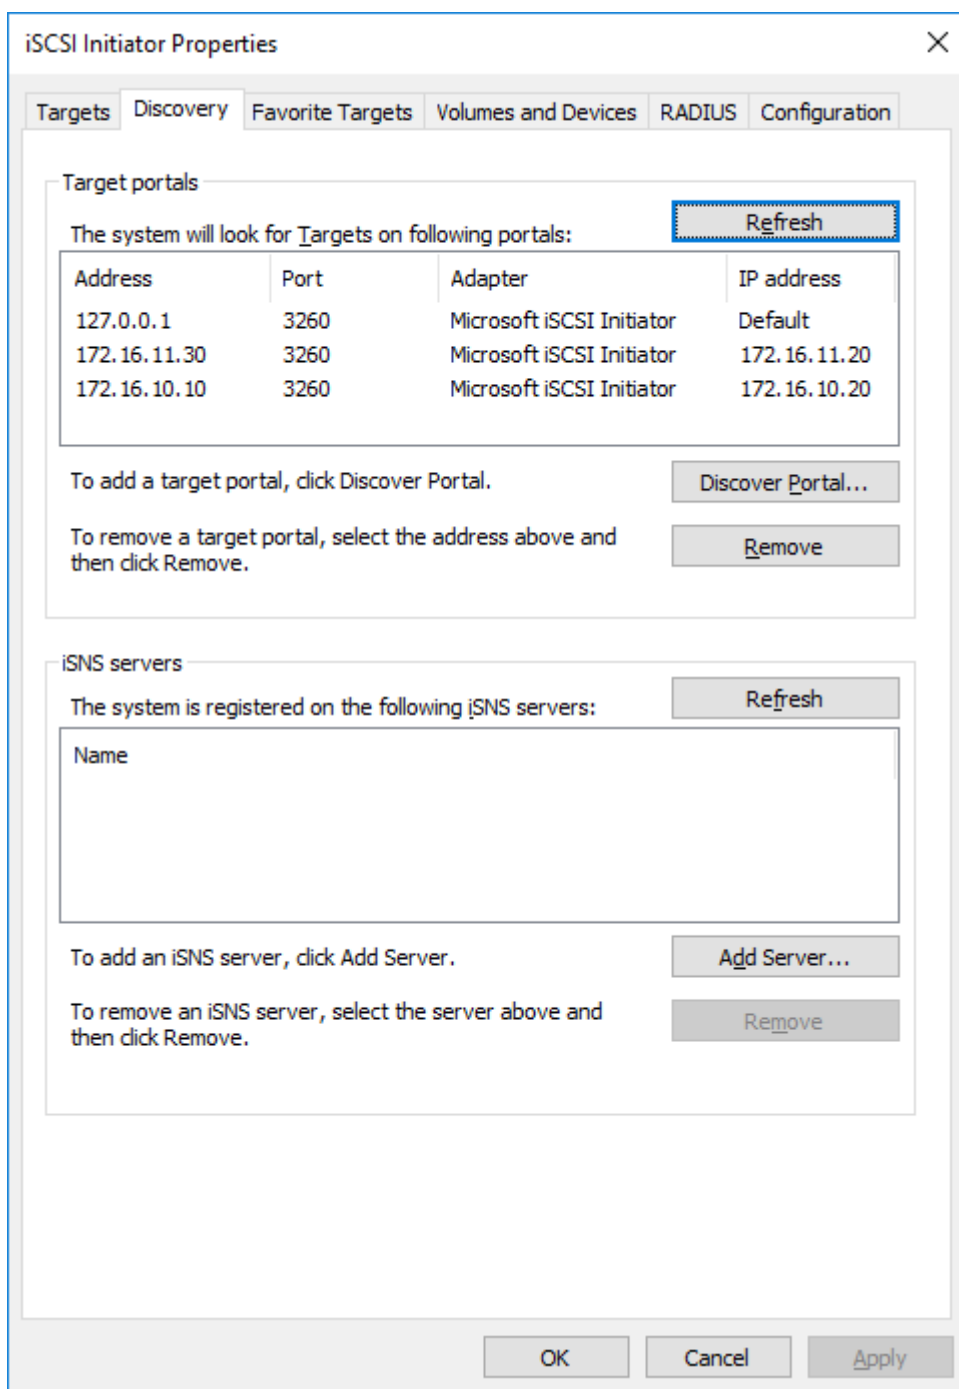 iSCSI Initiator Properties
Targets Discovery Favorite Targets Volumes and Devices RADIUS Configuration
Target portals
The system will look for Targets on following portals:
Refresh
Address Port Adapter IP address
127.0.0.1 3260 Microsoft iSCSI Initiator Default
172.16.11.30 3260 Microsoft iSCSI Initiator 172.16.11.20
172.16.10.10 3260 Microsoft iSCSI Initiator 172.16.10.20
To add a target portal, click Discover Portal.
Discover Portal...
To remove a target portal, select the address above and
then click Remove.
Remove
iSNS servers
The system is registered on the following iSNS servers:
Refresh
Name
To add an iSNS server, click Add Server.
Add Server...
To remove an iSNS server, select the server above and
then click Remove.
Remove
OK Cancel Apply